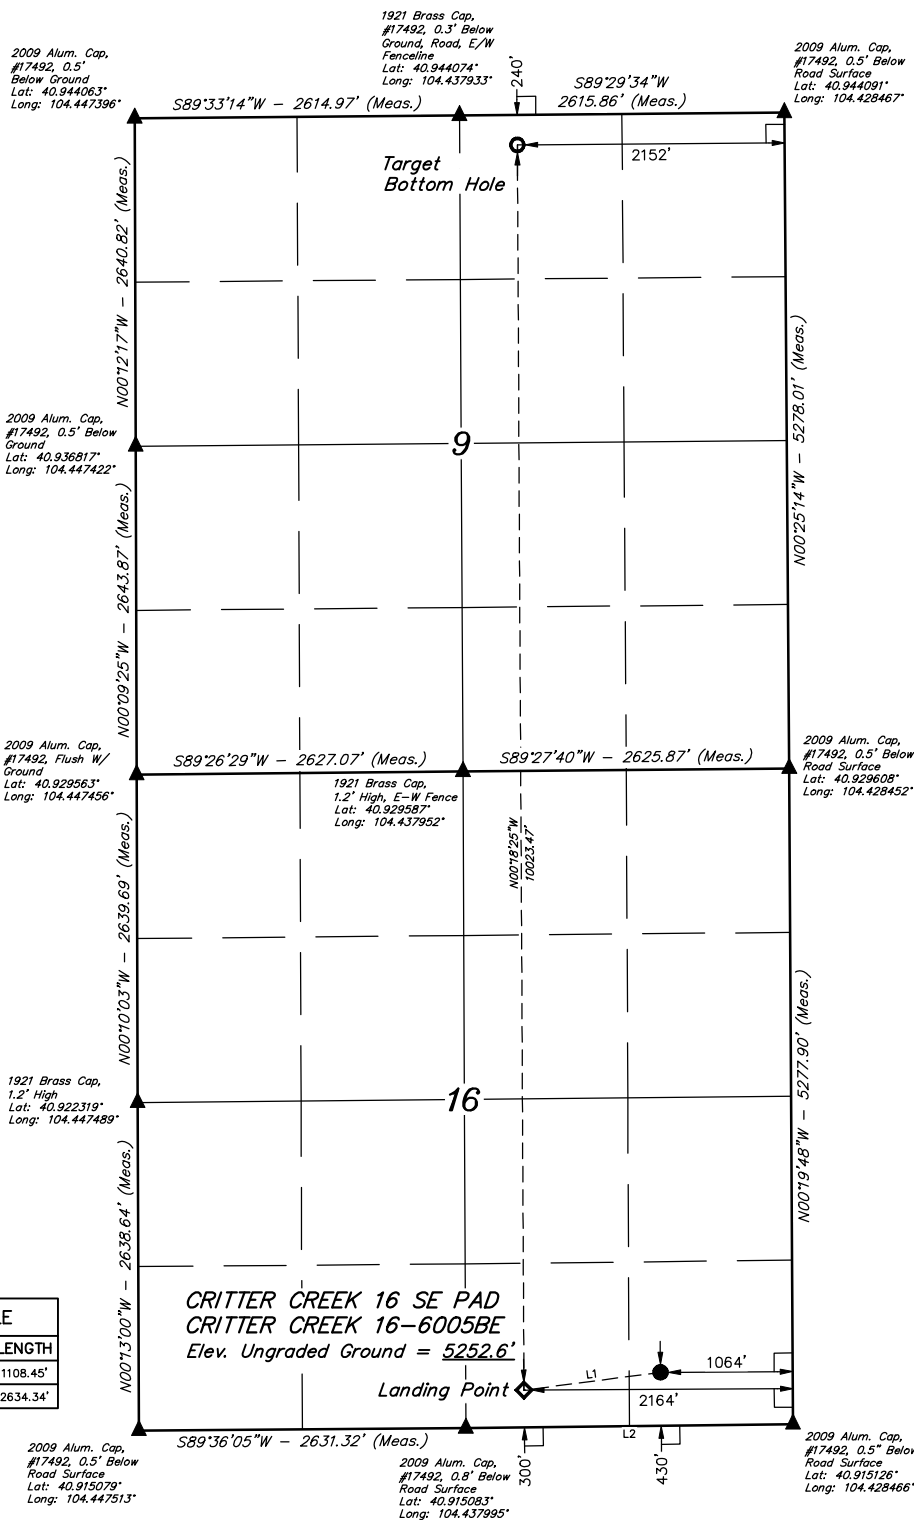 1921 Brass Cap,
#17492, 0.3' Below
Ground, Road, E/W
Fenceline
Lat: 40.944074°
Long: 104.437933°
2009 Alum. Cap,
#17492, 0.5'
Below Ground
Lat: 40.944063°
Long: 104.447396°
2009 Alum. Cap,
#17492, 0.5' Below
Road Surface
Lat: 40.944091°
Long: 104.428467°
240'
S89°33'14"W - 2614.97' (Meas.)
S89°29'34"W
2615.86' (Meas.)
2152'
Target
Bottom Hole
N00°12'17"W - 2640.82' (Meas.)
N00°25'14"W - 5278.01' (Meas.)
2009 Alum. Cap,
#17492, 0.5' Below
Ground
Lat: 40.936817°
Long: 104.447422°
9
N00°09'25"W - 2643.87' (Meas.)
2009 Alum. Cap,
#17492, Flush W/
Ground
Lat: 40.929563°
Long: 104.447456°
S89°26'29"W - 2627.07' (Meas.)
S89°27'40"W - 2625.87' (Meas.)
2009 Alum. Cap,
#17492, 0.5' Below
Road Surface
Lat: 40.929608°
Long: 104.428452°
1921 Brass Cap,
1.2' High, E-W Fence
Lat: 40.929587°
Long: 104.437952°
N00°18'25"W
10023.47'
N00°10'03"W - 2639.69' (Meas.)
N00°19'48"W - 5277.90' (Meas.)
1921 Brass Cap,
1.2' High
Lat: 40.922319°
Long: 104.447489°
16
N00°13'00"W - 2638.64' (Meas.)
E
LENGTH
1108.45'
2634.34'
CRITTER CREEK 16 SE PAD
CRITTER CREEK 16-6005BE
Elev. Ungraded Ground = 5252.6'
1064'
L1
Landing Point
2164'
S89°36'05"W - 2631.32' (Meas.)
L2
300'
430'
2009 Alum. Cap,
#17492, 0.5' Below
Road Surface
Lat: 40.915079°
Long: 104.447513°
2009 Alum. Cap,
#17492, 0.8' Below
Road Surface
Lat: 40.915083°
Long: 104.437995°
2009 Alum. Cap,
#17492, 0.5" Below
Road Surface
Lat: 40.915126°
Long: 104.428466°